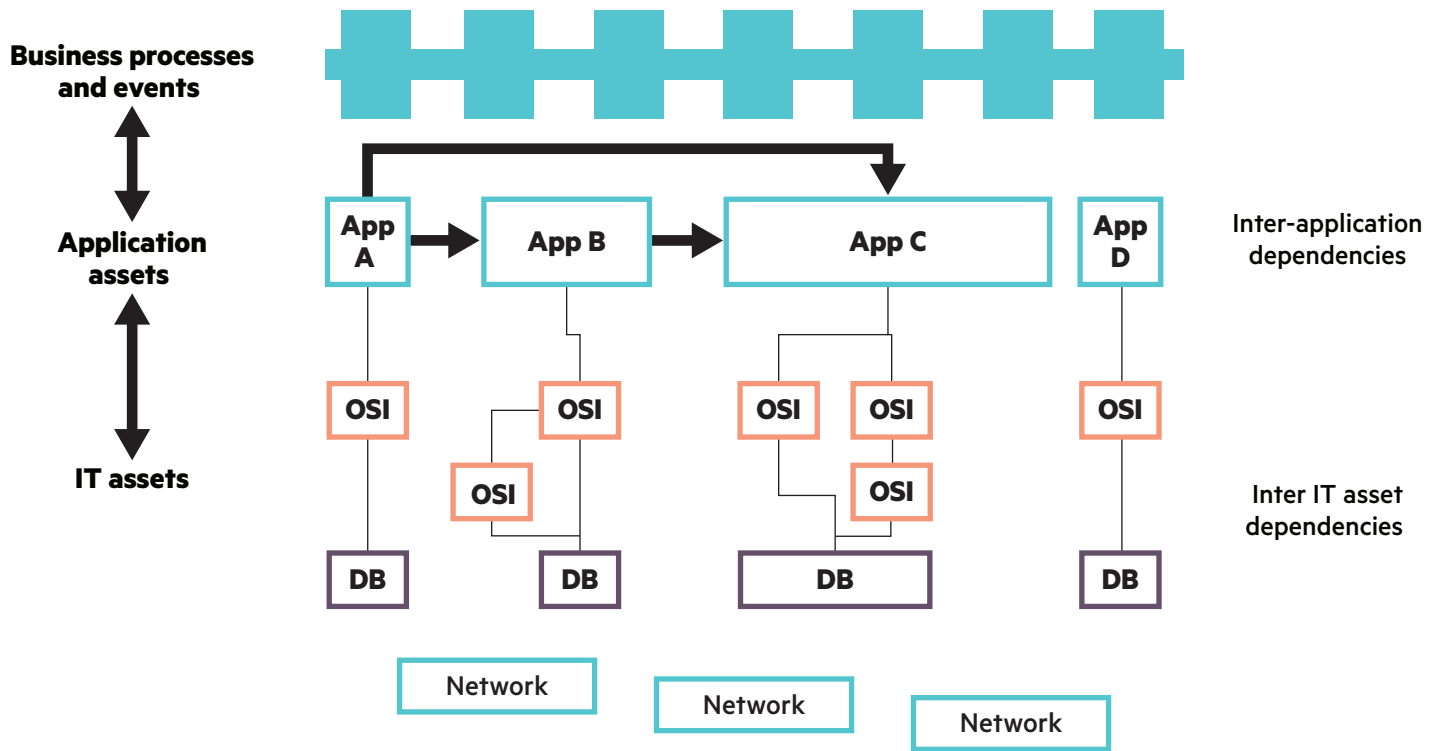 Business processes
and events
App
A
App B
App C
App
D
Inter-application
dependencies
Application
assets
OSI
OSI
OSI
OSI
OSI
IT assets
OSI
OSI
Inter IT asset
dependencies
DB
DB
DB
DB
Network
Network
Network